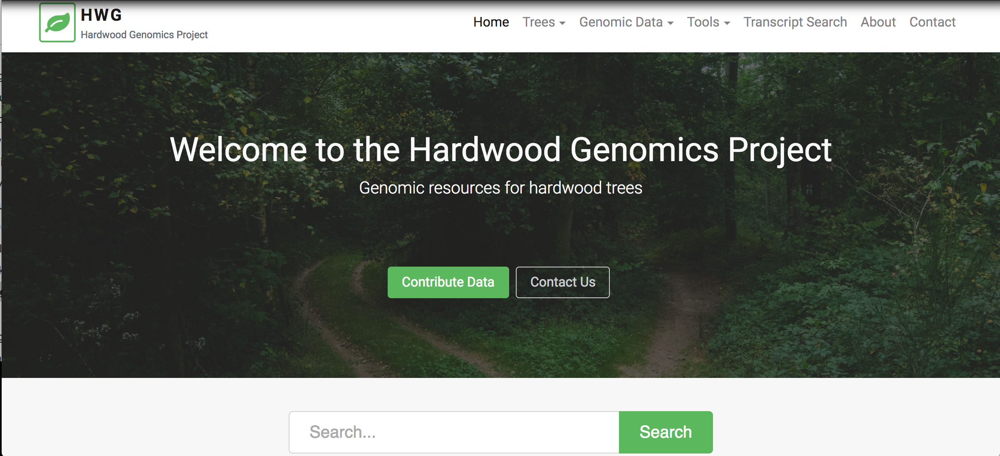 HWG
Hardwood Genomics Project
Home Trees Genomic Data Tools Transcript Search About Contact
Welcome to the Hardwood Genomics Project
Genomic resources for hardwood trees
Contribute Data Contact Us
Search... Search